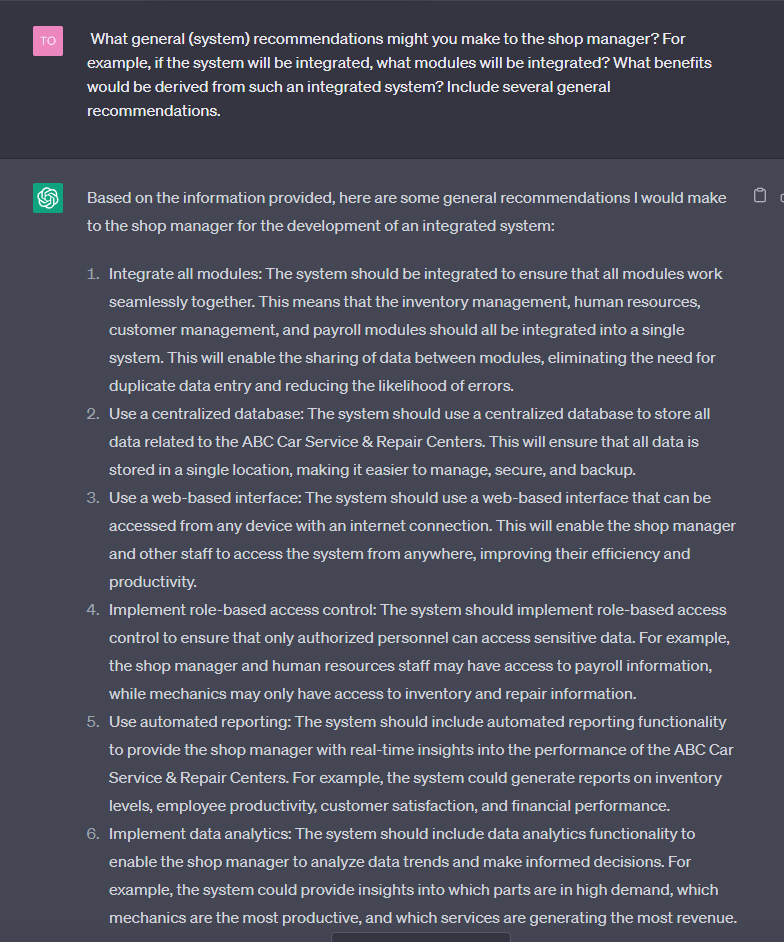 TO
What general (system) recommendations might you make to the shop manager? For
example, if the system will be integrated, what modules will be integrated? What benefits
would be derived from such an integrated system? Include several general
recommendations.
Based on the information provided, here are some general recommendations I would make
to the shop manager for the development of an integrated system:
1. Integrate all modules: The system should be integrated to ensure that all modules work
seamlessly together. This means that the inventory management, human resources,
customer management, and payroll modules should all be integrated into a single
system. This will enable the sharing of data between modules, eliminating the need for
duplicate data entry and reducing the likelihood of errors.
2. Use a centralized database: The system should use a centralized database to store all
data related to the ABC Car Service & Repair Centers. This will ensure that all data is
stored in a single location, making it easier to manage, secure, and backup.
3. Use a web-based interface: The system should use a web-based interface that can be
accessed from any device with an internet connection. This will enable the shop manager
and other staff to access the system from anywhere, improving their efficiency and
productivity.
4. Implement role-based access control: The system should implement role-based access
control to ensure that only authorized personnel can access sensitive data. For example,
the shop manager and human resources staff may have access to payroll information,
while mechanics may only have access to inventory and repair information.
5. Use automated reporting: The system should include automated reporting functionality
to provide the shop manager with real-time insights into the performance of the ABC Car
Service & Repair Centers. For example, the system could generate reports on inventory
levels, employee productivity, customer satisfaction, and financial performance.
6. Implement data analytics: The system should include data analytics functionality to
enable the shop manager to analyze data trends and make informed decisions. For
example, the system could provide insights into which parts are in high demand, which
mechanics are the most productive, and which services are generating the most revenue.